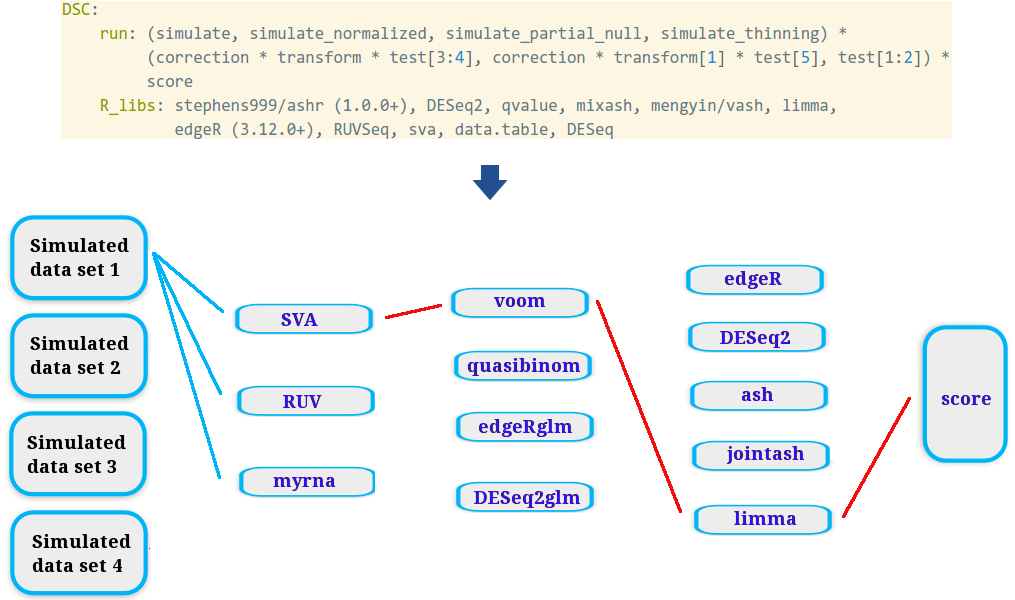 DSC:
run: (simulate, simulate_normalized, simulate_partial_null, simulate_thinning) *
(correction * transform * test[3:4], correction * transform[1] * test[5], test[1:2]) *
score
R_libs: stephens999/ashr (1.0.0+), DESeq2, qvalue, mixash, mengyin/vash, limma,
edgeR (3.12.0+), RUVSeq, sva, data.table, DESeq
Simulated
data set 1
Simulated
data set 2
Simulated
data set 3
Simulated
data set 4
SVA
RUV
myrna
voom
quasibinom
edgeRglm
DESeq2glm
edgeR
DESeq2
ash
jointash
limma
score